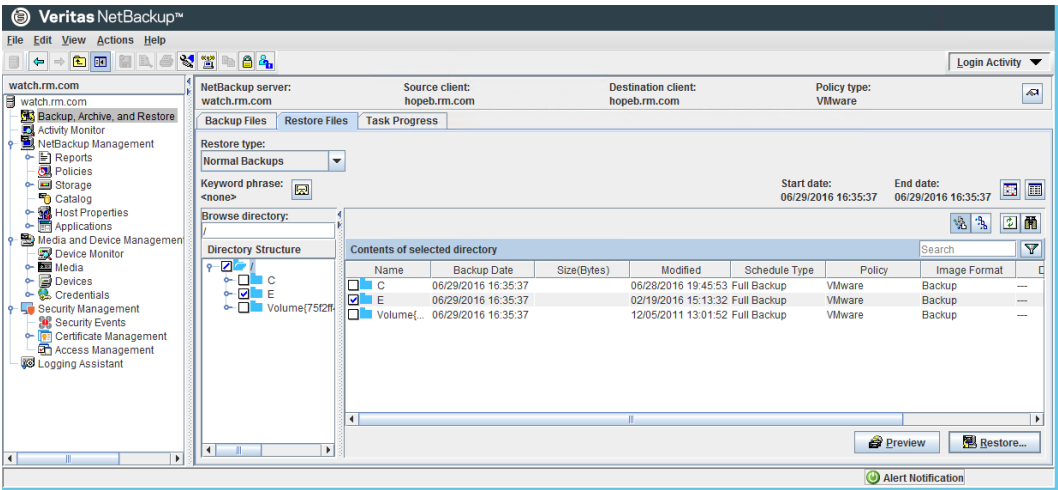 Veritas NetBackup™
File Edit View Actions Help
Login Activity
watch.rm.com
watch.rm.com
Backup, Archive, and Restore
Activity Monitor
NetBackup Management
Reports
Policies
Storage
Catalog
Host Properties
Applications
Media and Device Management
Device Monitor
Media
Devices
Credentials
Security Management
Security Events
Certificate Management
Access Management
Logging Assistant
NetBackup server: Source client: Destination client: Policy type:
watch.rm.com hopeb.rm.com hopeb.rm.com VMware
Backup Files Restore Files Task Progress
Restore type:
Normal Backups
Keyword phrase:
<none>
Start date: End date:
06/29/2016 16:35:37 06/29/2016 16:35:37
Browse directory:
/
Directory Structure
/
C
E
Volume{75f2ff4
Contents of selected directory
Search
Name Backup Date Size(Bytes) Modified Schedule Type Policy Image Format D
C 06/29/2016 16:35:37 06/28/2016 19:45:53 Full Backup VMware Backup ---
E 06/29/2016 16:35:37 02/19/2016 15:13:32 Full Backup VMware Backup ---
Volume{... 06/29/2016 16:35:37 12/05/2011 13:01:52 Full Backup VMware Backup ---
Preview Restore...
Alert Notification